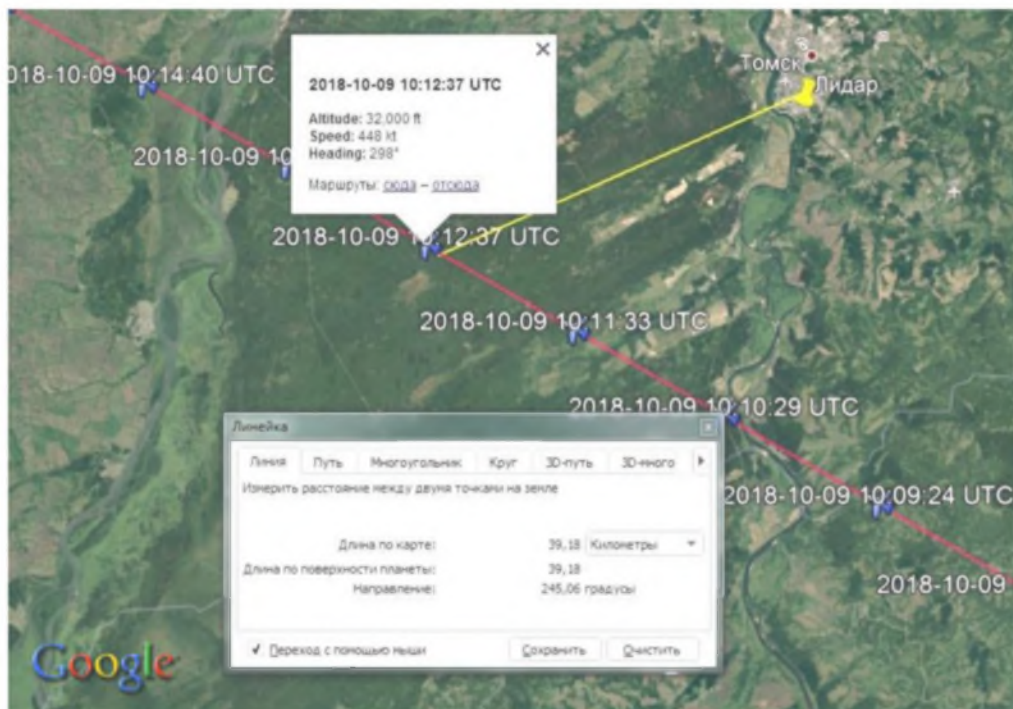 2018-10-09 10:12:37 UTC
Altitude: 32,000 ft
Speed: 448 kt
Heading: 298°
Маршруты: сюда – отсюда
Томск
Лидар
018-10-09 10:14:40 UTC
2018-10-09 1
2018-10-09 10:12:37 UTC
2018-10-09 10:11:33 UTC
2018-10-09 10:10:29 UTC
2018-10-09 10:09:24 UTC
2018-10-09
Линейка
Линия Путь Многоугольник Круг 3D-путь 3D-много
Измерить расстояние между двумя точками на земле
Длина по карте: 39,18 Километры
Длина по поверхности планеты: 39,18
Направление: 245,06 градусы
Переход с помощью мыши Сохранить Очистить
Google